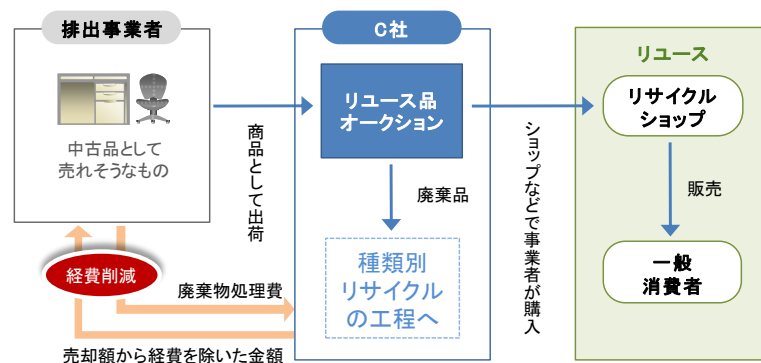 排出事業者
中古品として
売れそうなもの
経費削減
廃棄物処理費
売却額から経費を除いた金額
商品として出荷
C社
リユース品
オークション
廃棄品
種類別
リサイクル
の工程へ
ショップなどで事業者が購入
リユース
リサイクル
ショップ
販売
一般
消費者